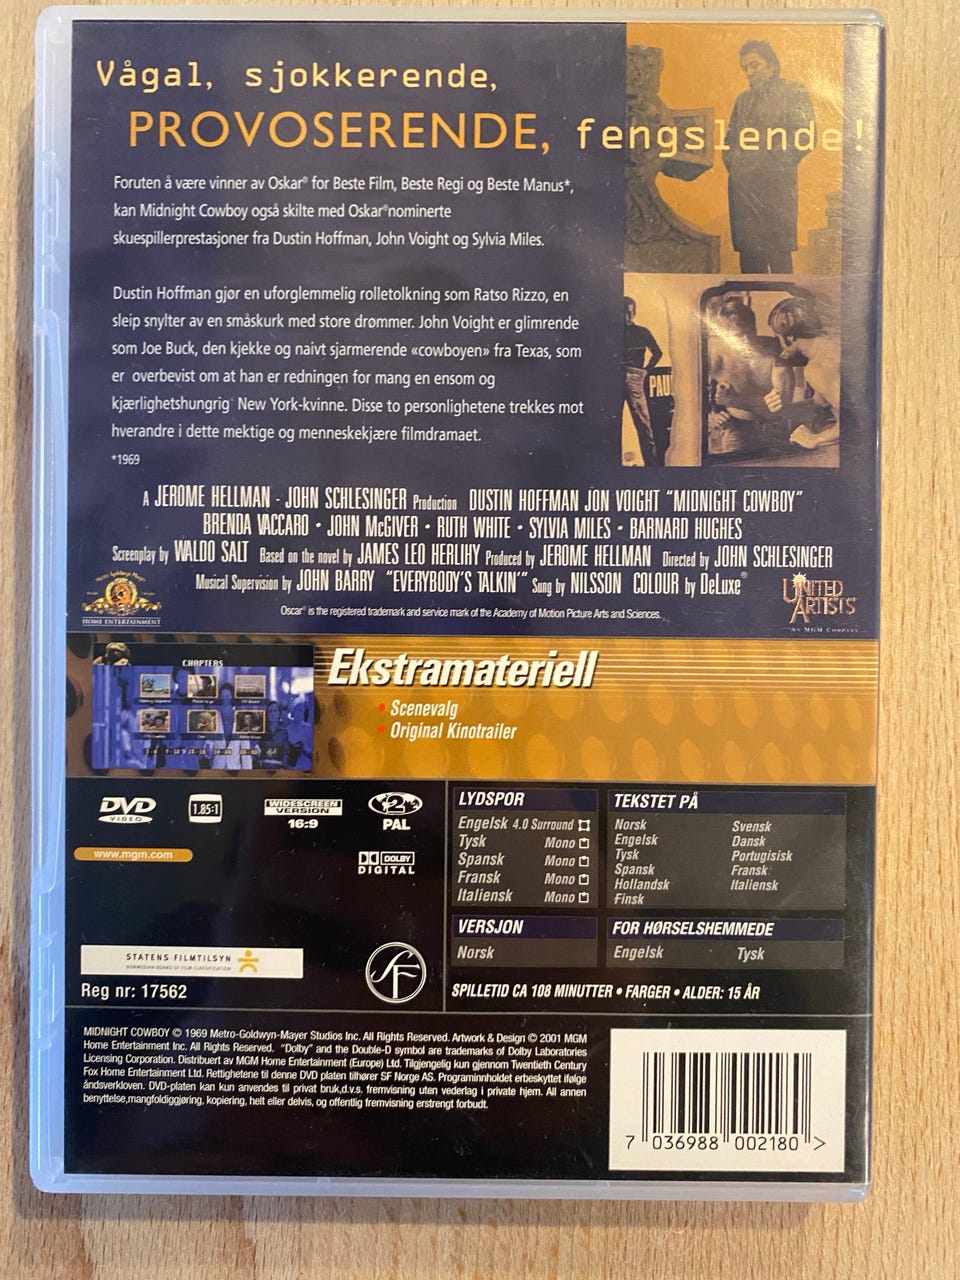 Vågal, sjokkerende,
PROVOSERENDE, fengslende!
Foruten å være vinner av Oskar® for Beste Film, Beste Regi og Beste Manus*,
kan Midnight Cowboy også skilte med Oskar®nominerte
skuespillerprestasjoner fra Dustin Hoffman, John Voight og Sylvia Miles.
Dustin Hoffman gjør en uforglemmelig rolletolkning som Ratso Rizzo, en
sleip snylter av en småskurk med store drømmer. John Voight er glimrende
som Joe Buck, den kjekke og naivt sjarmerende «cowboyen» fra Texas, som
er overbevist om at han er redningen for mang en ensom og
kjærlighetshungrig New York-kvinne. Disse to personlighetene trekkes mot
hverandre i dette mektige og menneskekjære filmdramaet.
*1969
PAU
A JEROME HELLMAN - JOHN SCHLESINGER Production DUSTIN HOFFMAN JON VOIGHT "MIDNIGHT COWBOY"
BRENDA VACCARO • JOHN McGIVER • RUTH WHITE • SYLVIA MILES • BARNARD HUGHES
Screenplay by WALDO SALT Based on the novel by JAMES LEO HERLIHY Produced by JEROME HELLMAN Directed by JOHN SCHLESINGER
Musical Supervision by JOHN BARRY "EVERYBODY'S TALKIN'" Sung by NILSSON COLOUR by DeLuxe®
Oscar® is the registered trademark and service mark of the Academy of Motion Picture Arts and Sciences.
HOME ENTERTAINMENT
UNITED
ARTISTS
AN MGM COMPANY
CHAPTERS
Ekstramateriell
• Scenevalg
• Original Kinotrailer
DVD
VIDEO
1.85:1
WIDESCREEN
VERSION
16:9
2
PAL
www.mgm.com
DOLBY
DIGITAL
LYDSPOR
Engelsk 4.0 Surround
Tysk Mono
Spansk Mono
Fransk Mono
Italiensk Mono
TEKSTET PÅ
Norsk Svensk
Engelsk Dansk
Tysk Portugisisk
Spansk Fransk
Hollandsk Italiensk
Finsk
VERSJON
Norsk
FOR HØRSELSHEMMEDE
Engelsk Tysk
STATENS FILMTILSYN
NORWEGIAN BOARD OF FILM CLASSIFICATION
Reg nr: 17562
SF
SPILLETID CA 108 MINUTTER • FARGER • ALDER: 15 ÅR
MIDNIGHT COWBOY © 1969 Metro-Goldwyn-Mayer Studios Inc. All Rights Reserved. Artwork & Design © 2001 MGM
Home Entertainment Inc. All Rights Reserved. "Dolby" and the Double-D symbol are trademarks of Dolby Laboratories
Licensing Corporation. Distribuert av MGM Home Entertainment (Europe) Ltd. Tilgjengelig kun gjennom Twentieth Century
Fox Home Entertainment Ltd. Rettighetene til denne DVD platen tilhører SF Norge AS. Programinnholdet erbeskyttet ifølge
åndsverkloven. DVD-platen kan kun anvendes til privat bruk,d.v.s. fremvisning uten vederlag i private hjem. All annen
benyttelse,mangfoldiggjøring, kopiering, helt eller delvis, og offentlig fremvisning erstrengt forbudt.
7 036988 002180 >